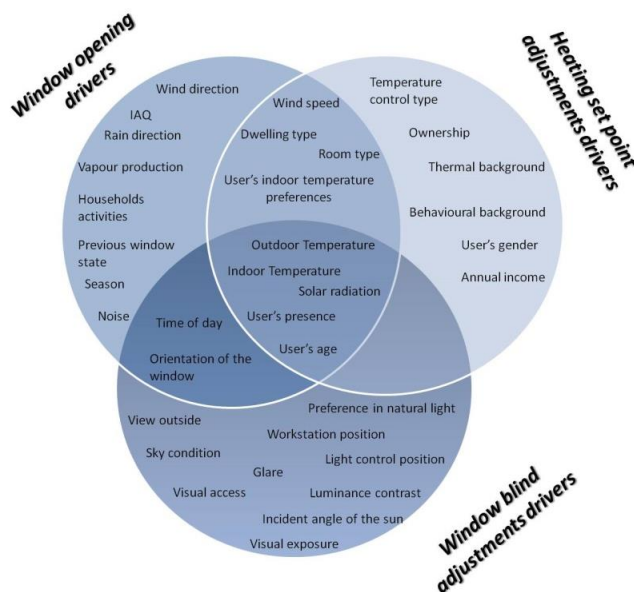 Window opening
drivers
Heating set point
adjustments drivers
Wind direction
IAQ
Rain direction
Vapour production
Households
activities
Previous window
state
Season
Noise
Wind speed
Dwelling type
Room type
User's indoor temperature
preferences
Temperature
control type
Ownership
Thermal background
Behavioural background
User's gender
Annual income
Outdoor Temperature
Indoor Temperature
Solar radiation
User's presence
User's age
Time of day
Orientation of the
window
Preference in natural light
View outside
Workstation position
Sky condition
Light control position
Glare
Visual access
Luminance contrast
Incident angle of the sun
Visual exposure
Window blind
adjustments drivers